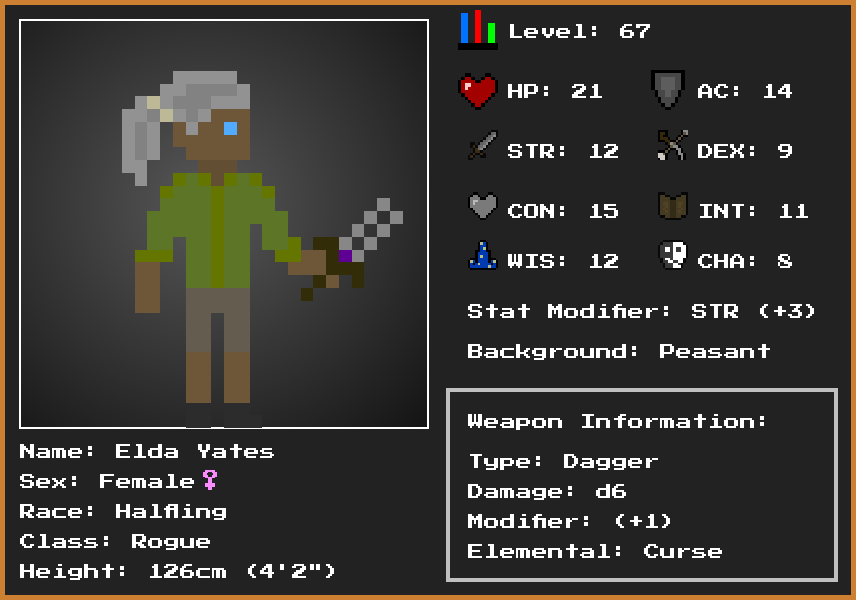 Level: 67
HP: 21
AC: 14
STR: 12
DEX: 9
CON: 15
INT: 11
WIS: 12
CHA: 8
Stat Modifier: STR (+3)
Background: Peasant
Weapon Information:
Type: Dagger
Damage: d6
Modifier: (+1)
Elemental: Curse
Name: Elda Yates
Sex: Female♀
Race: Halfling
Class: Rogue
Height: 126cm (4'2")